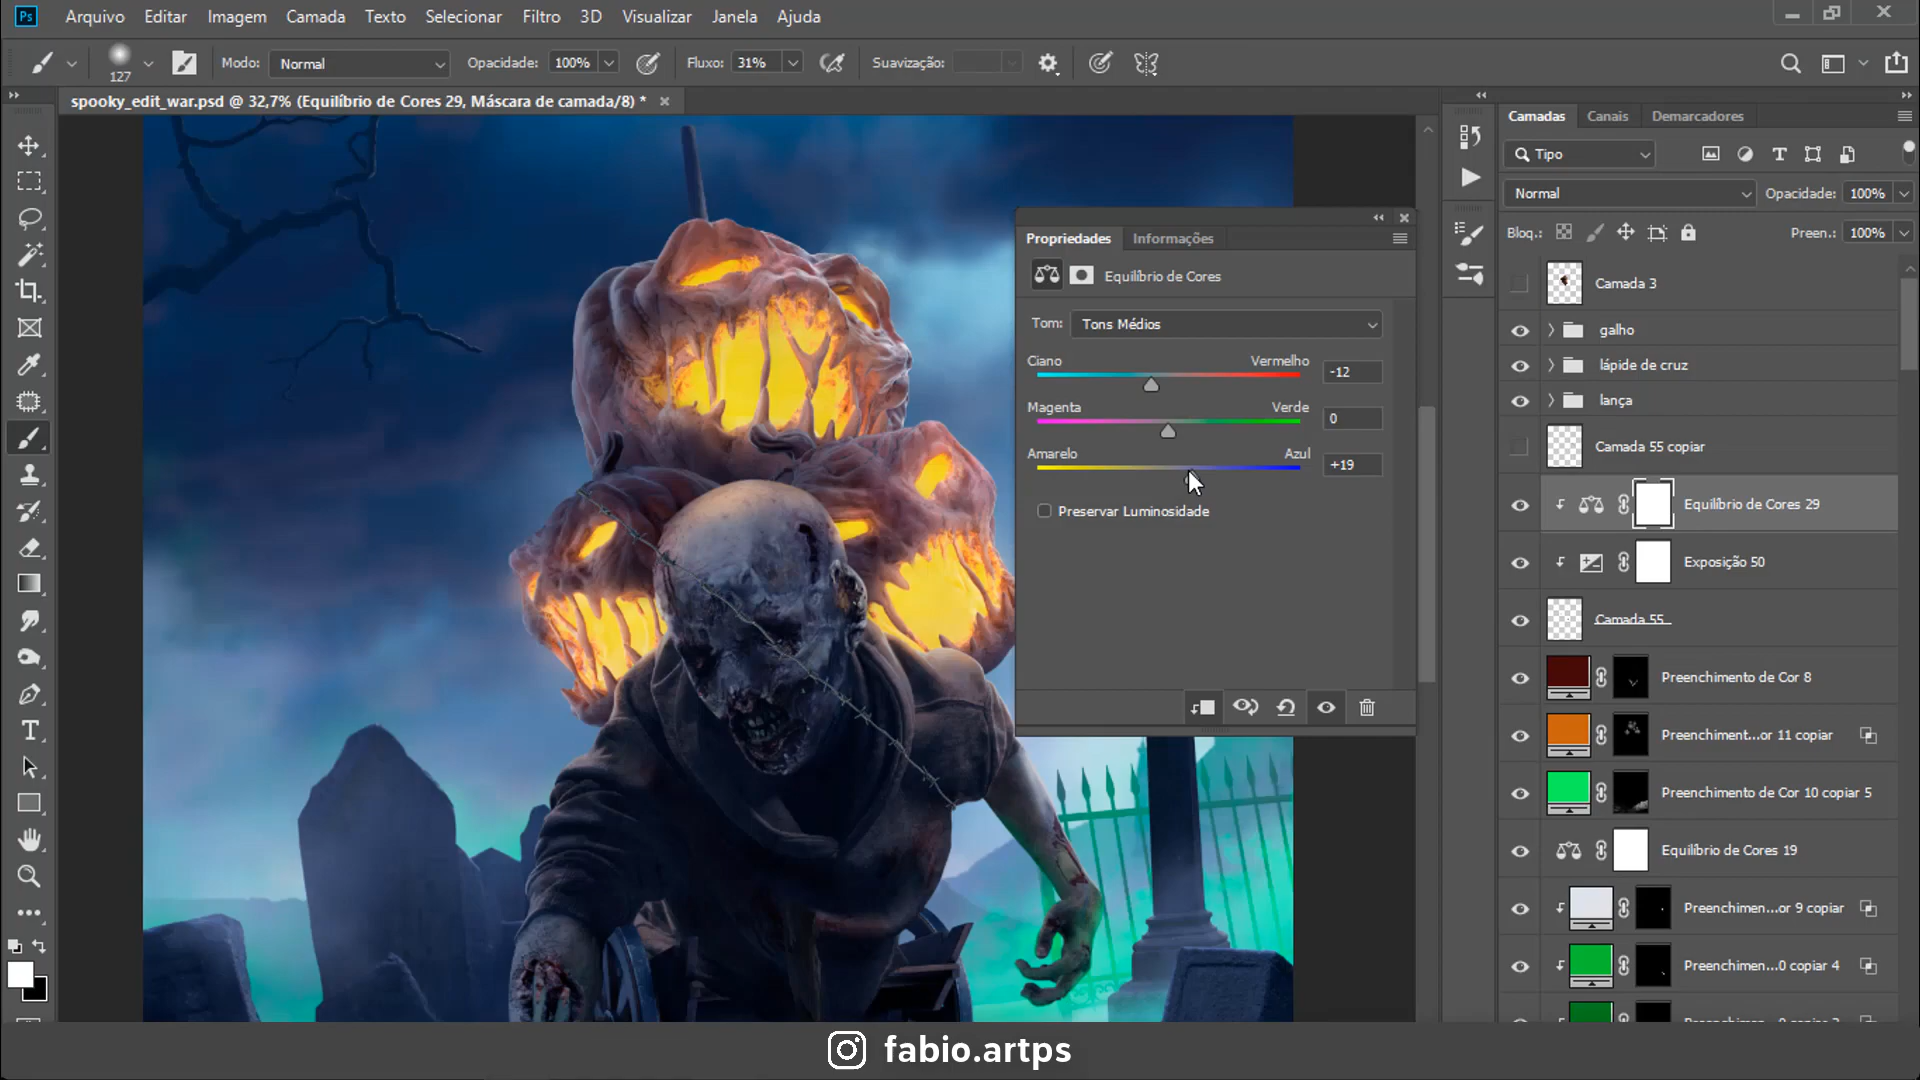 Ps Arquivo Editar Imagem Camada Texto Selecionar Filtro 3D Visualizar Janela Ajuda
127 Modo: Normal Opacidade: 100% Fluxo: 31% Suavização:
spooky_edit_war.psd @ 32,7% (Equilíbrio de Cores 29, Máscara de camada/8) *
Propriedades Informações
Equilíbrio de Cores
Tom: Tons Médios
Ciano Vermelho -12
Magenta Verde 0
Amarelo Azul +19
Preservar Luminosidade
Camadas Canais Demarcadores
Tipo
Normal Opacidade: 100%
Bloq.: Preen.: 100%
Camada 3
galho
lápide de cruz
lança
Camada 55 copiar
Equilíbrio de Cores 29
Exposição 50
Camada 55
Preenchimento de Cor 8
Preenchiment...or 11 copiar
Preenchimento de Cor 10 copiar 5
Equilíbrio de Cores 19
Preenchimen...or 9 copiar
Preenchimen...0 copiar 4
fabio.artps